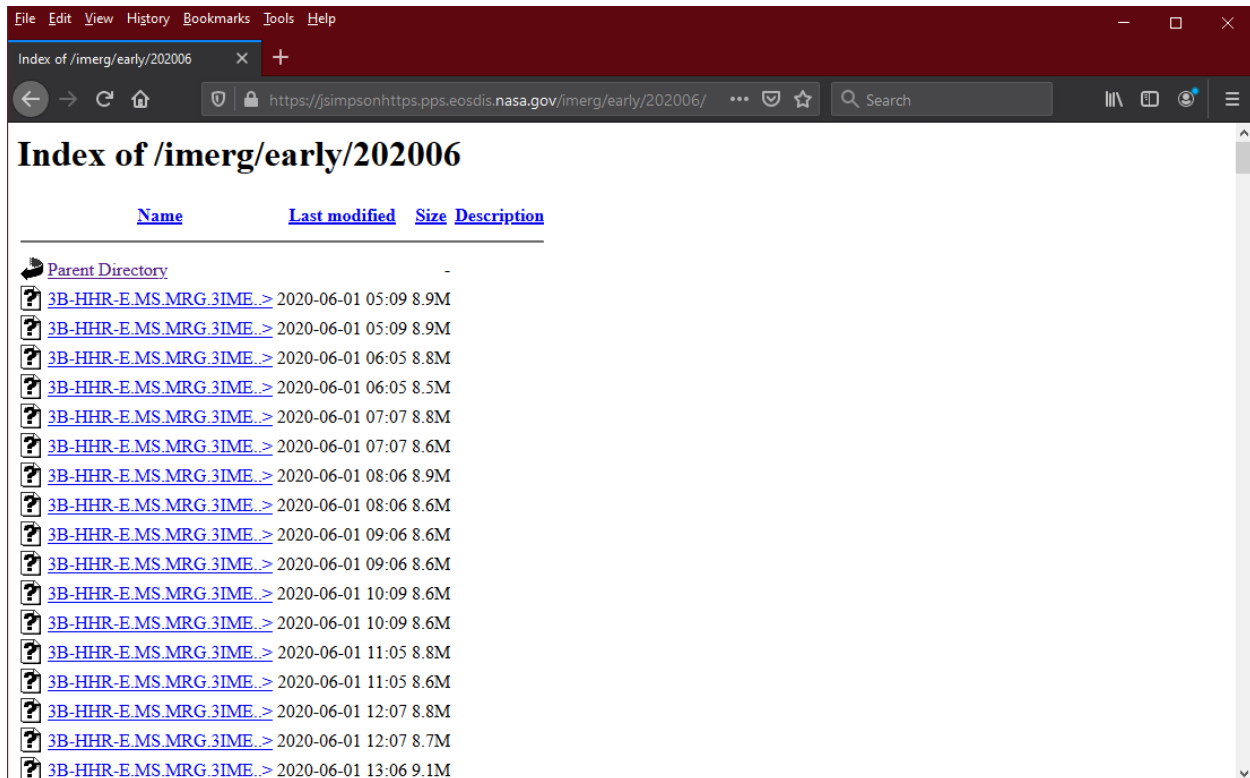 File Edit View History Bookmarks Tools Help
Index of /imerg/early/202006
https://jsimpsonhttps.pps.eosdis.nasa.gov/imerg/early/202006/ Search
Index of /imerg/early/202006
Name Last modified Size Description
Parent Directory -
3B-HHR-E.MS.MRG.3IME..> 2020-06-01 05:09 8.9M
3B-HHR-E.MS.MRG.3IME..> 2020-06-01 05:09 8.9M
3B-HHR-E.MS.MRG.3IME..> 2020-06-01 06:05 8.8M
3B-HHR-E.MS.MRG.3IME..> 2020-06-01 06:05 8.5M
3B-HHR-E.MS.MRG.3IME..> 2020-06-01 07:07 8.8M
3B-HHR-E.MS.MRG.3IME..> 2020-06-01 07:07 8.6M
3B-HHR-E.MS.MRG.3IME..> 2020-06-01 08:06 8.9M
3B-HHR-E.MS.MRG.3IME..> 2020-06-01 08:06 8.6M
3B-HHR-E.MS.MRG.3IME..> 2020-06-01 09:06 8.6M
3B-HHR-E.MS.MRG.3IME..> 2020-06-01 09:06 8.6M
3B-HHR-E.MS.MRG.3IME..> 2020-06-01 10:09 8.6M
3B-HHR-E.MS.MRG.3IME..> 2020-06-01 10:09 8.6M
3B-HHR-E.MS.MRG.3IME..> 2020-06-01 11:05 8.8M
3B-HHR-E.MS.MRG.3IME..> 2020-06-01 11:05 8.6M
3B-HHR-E.MS.MRG.3IME..> 2020-06-01 12:07 8.8M
3B-HHR-E.MS.MRG.3IME..> 2020-06-01 12:07 8.7M
3B-HHR-E.MS.MRG.3IME..> 2020-06-01 13:06 9.1M